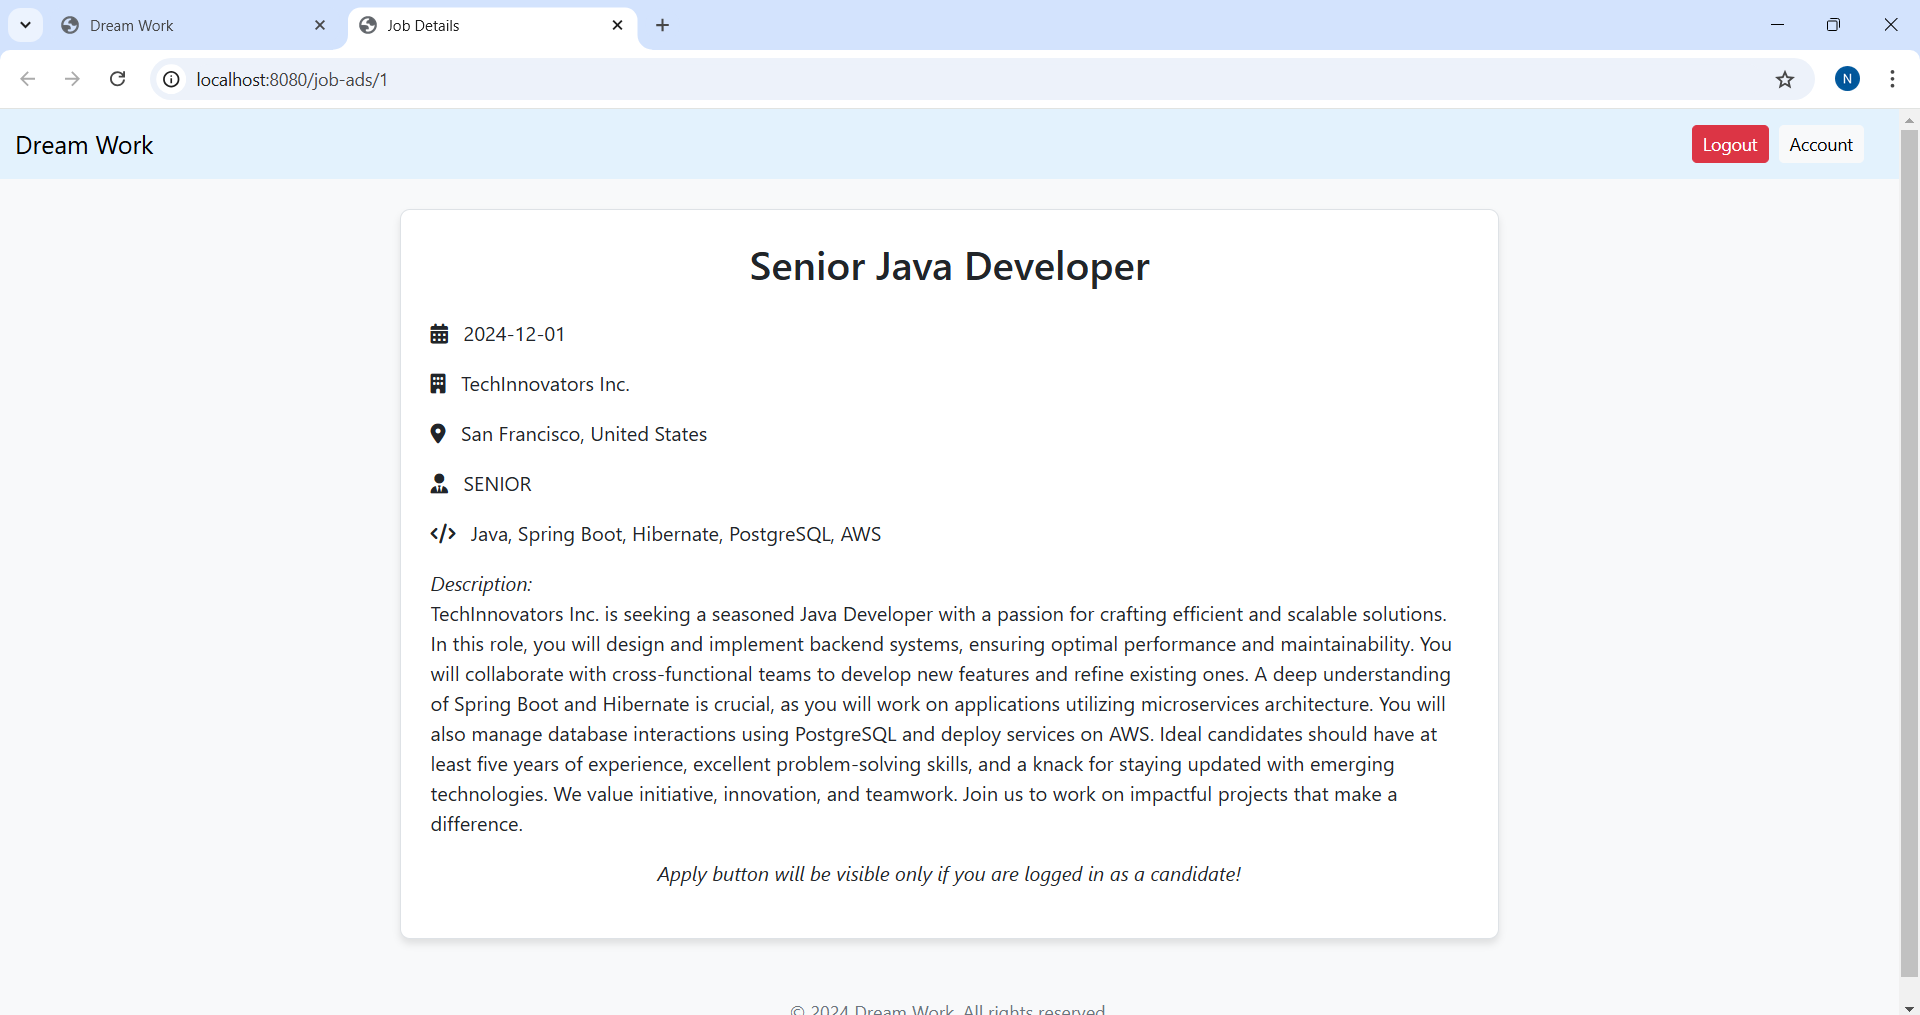 Dream Work
Job Details
localhost:8080/job-ads/1
N
Dream Work
Logout
Account
Senior Java Developer
2024-12-01
TechInnovators Inc.
San Francisco, United States
SENIOR
</> Java, Spring Boot, Hibernate, PostgreSQL, AWS
Description:
TechInnovators Inc. is seeking a seasoned Java Developer with a passion for crafting efficient and scalable solutions.
In this role, you will design and implement backend systems, ensuring optimal performance and maintainability. You
will collaborate with cross-functional teams to develop new features and refine existing ones. A deep understanding
of Spring Boot and Hibernate is crucial, as you will work on applications utilizing microservices architecture. You will
also manage database interactions using PostgreSQL and deploy services on AWS. Ideal candidates should have at
least five years of experience, excellent problem-solving skills, and a knack for staying updated with emerging
technologies. We value initiative, innovation, and teamwork. Join us to work on impactful projects that make a
difference.
Apply button will be visible only if you are logged in as a candidate!
© 2024 Dream Work. All rights reserved.